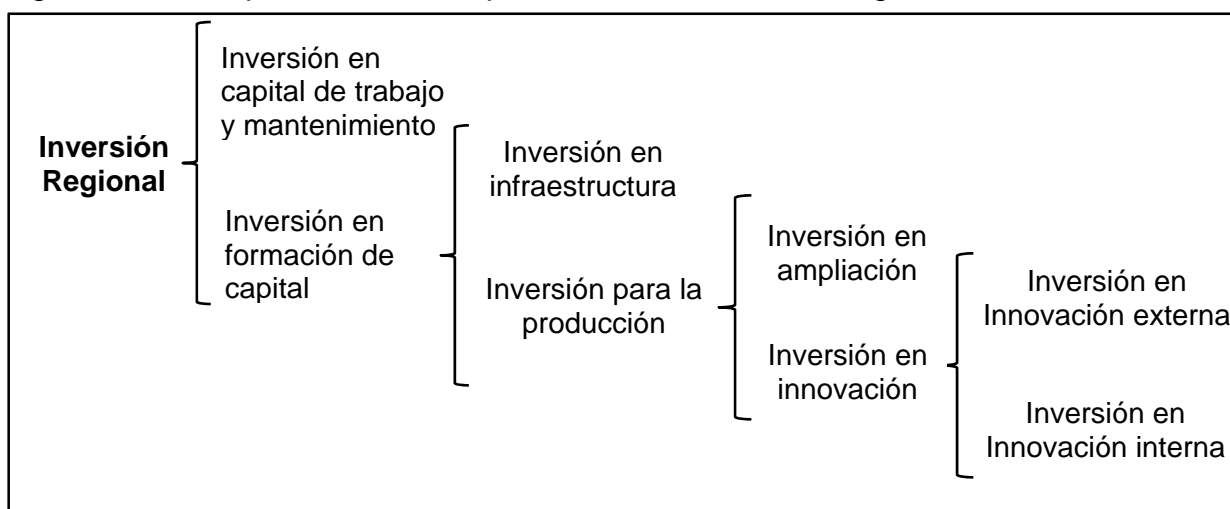 Inversión
Regional
Inversión en
capital de trabajo
y mantenimiento
Inversión en
formación de
capital
Inversión en
infraestructura
Inversión para la
producción
Inversión en
ampliación
Inversión en
innovación
Inversión en
Innovación externa
Inversión en
Innovación interna